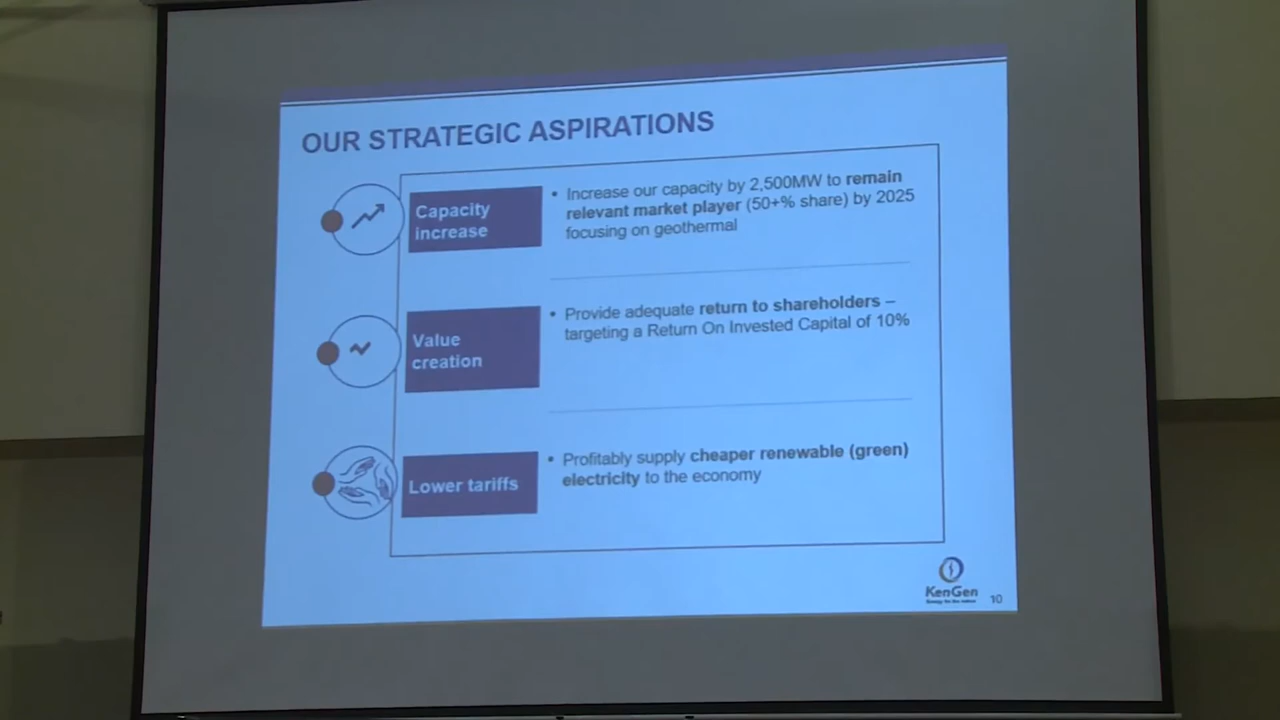 OUR STRATEGIC ASPIRATIONS
Capacity
increase
• Increase our capacity by 2,500MW to remain
relevant market player (50+% share) by 2025
focusing on geothermal
Value
creation
• Provide adequate return to shareholders –
targeting a Return On Invested Capital of 10%
Lower tariffs
• Profitably supply cheaper renewable (green)
electricity to the economy
KenGen
10